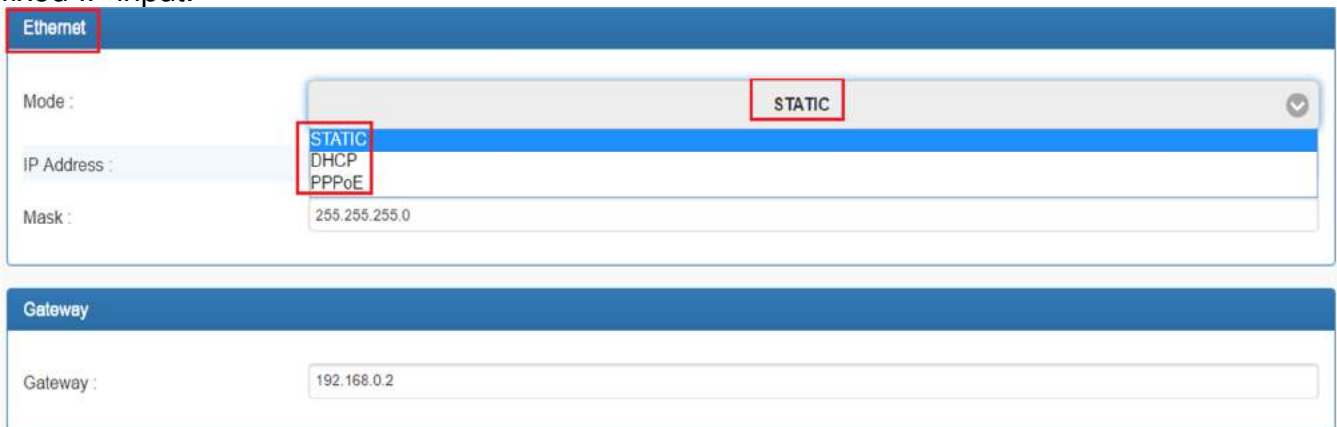 Ethernet
Mode :
STATIC
STATIC
DHCP
PPPoE
IP Address :
Mask :
255.255.255.0
Gateway
Gateway :
192.168.0.2